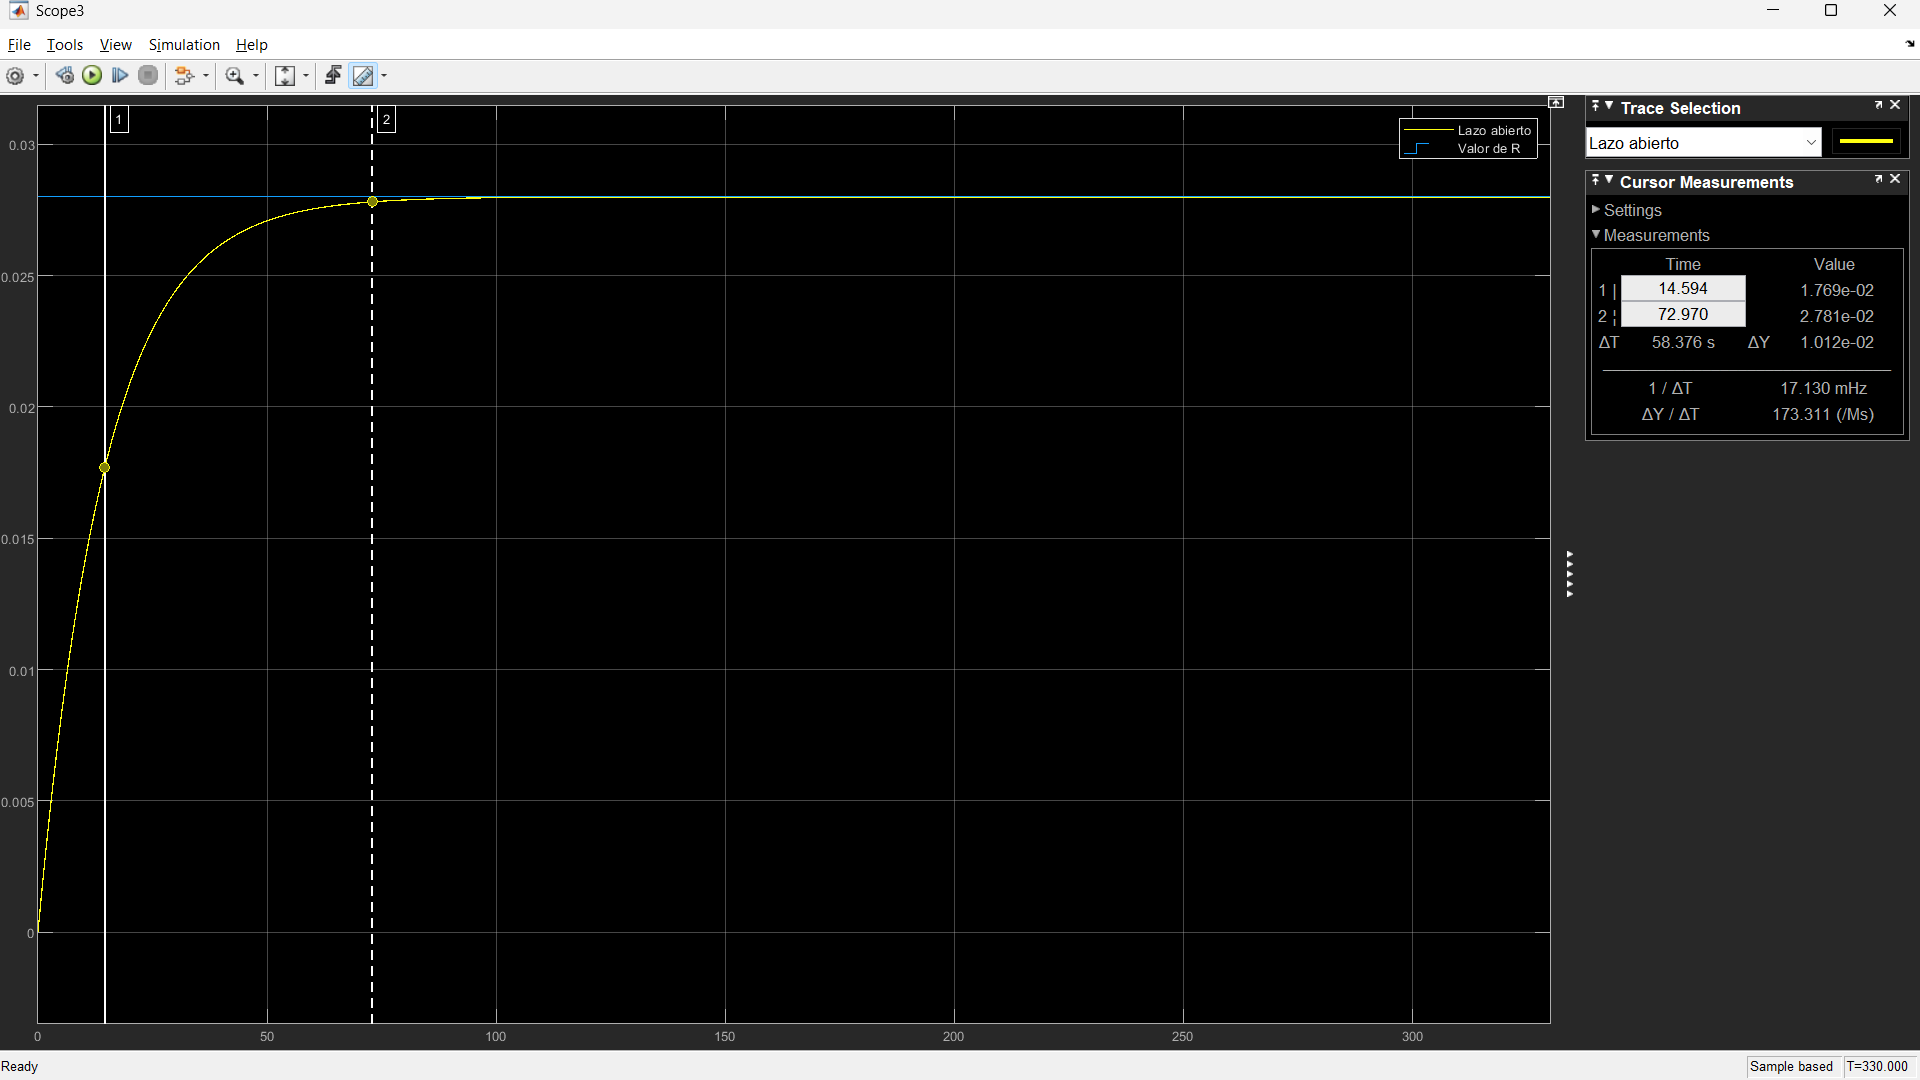 Scope3
File Tools View Simulation Help
1
2
Lazo abierto
Valor de R
0.03
0.025
0.02
0.015
0.01
0.005
0
0 50 100 150 200 250 300
Trace Selection
Lazo abierto
Cursor Measurements
Settings
Measurements
Time Value
1 | 14.594 1.769e-02
2 ¦ 72.970 2.781e-02
ΔT 58.376 s ΔY 1.012e-02
1 / ΔT 17.130 mHz
ΔY / ΔT 173.311 (/Ms)
Ready Sample based T=330.000